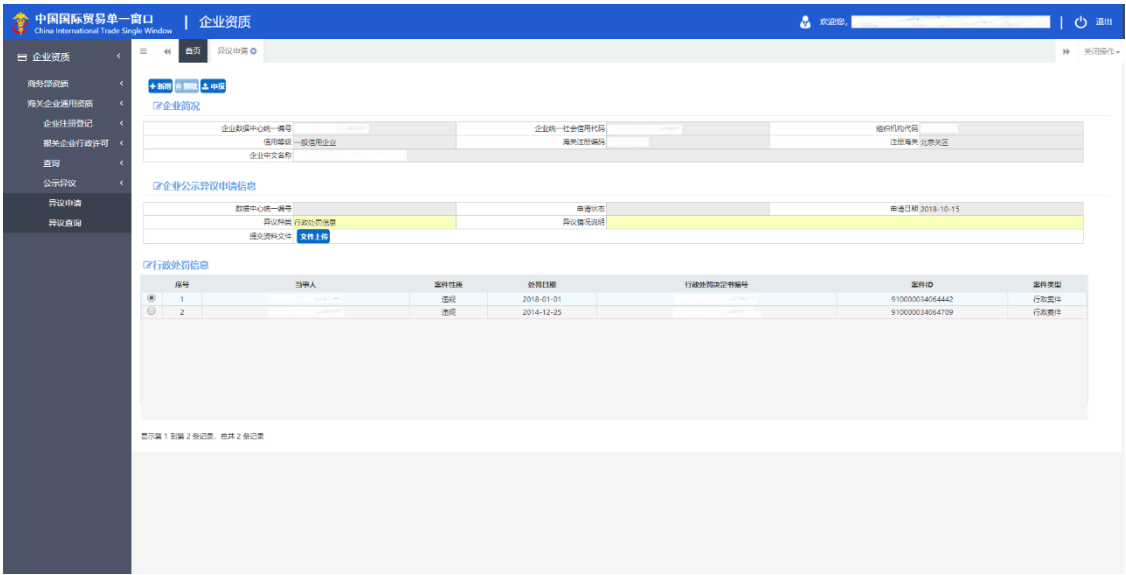 中国国际贸易单一窗口 | 企业资质 欢迎您, 退出
China International Trade Single Window
企业资质 首页 异议申请 关闭操作
商务部资质 新增 删除 申报
海关企业通用资质 企业简况
企业注册登记 企业数据中心统一编号 企业统一社会信用代码 组织机构代码
报关企业行政许可 信用等级 一般信用企业 海关注册编码 注册海关 北京关区
查询 企业中文名称
公示异议 企业公示异议申请信息
异议申请 数据中心统一编号 申请状态 申请日期 2018-10-15
异议查询 异议种类 行政处罚信息 异议情况说明
提交资料文件 文件上传
行政处罚信息
序号 当事人 案件性质 处罚日期 行政处罚决定书编号 案件ID 案件类型
1 违规 2018-01-01 910000034064442 行政案件
2 违规 2014-12-25 910000034064709 行政案件
显示第 1 到第 2 条记录，总共 2 条记录